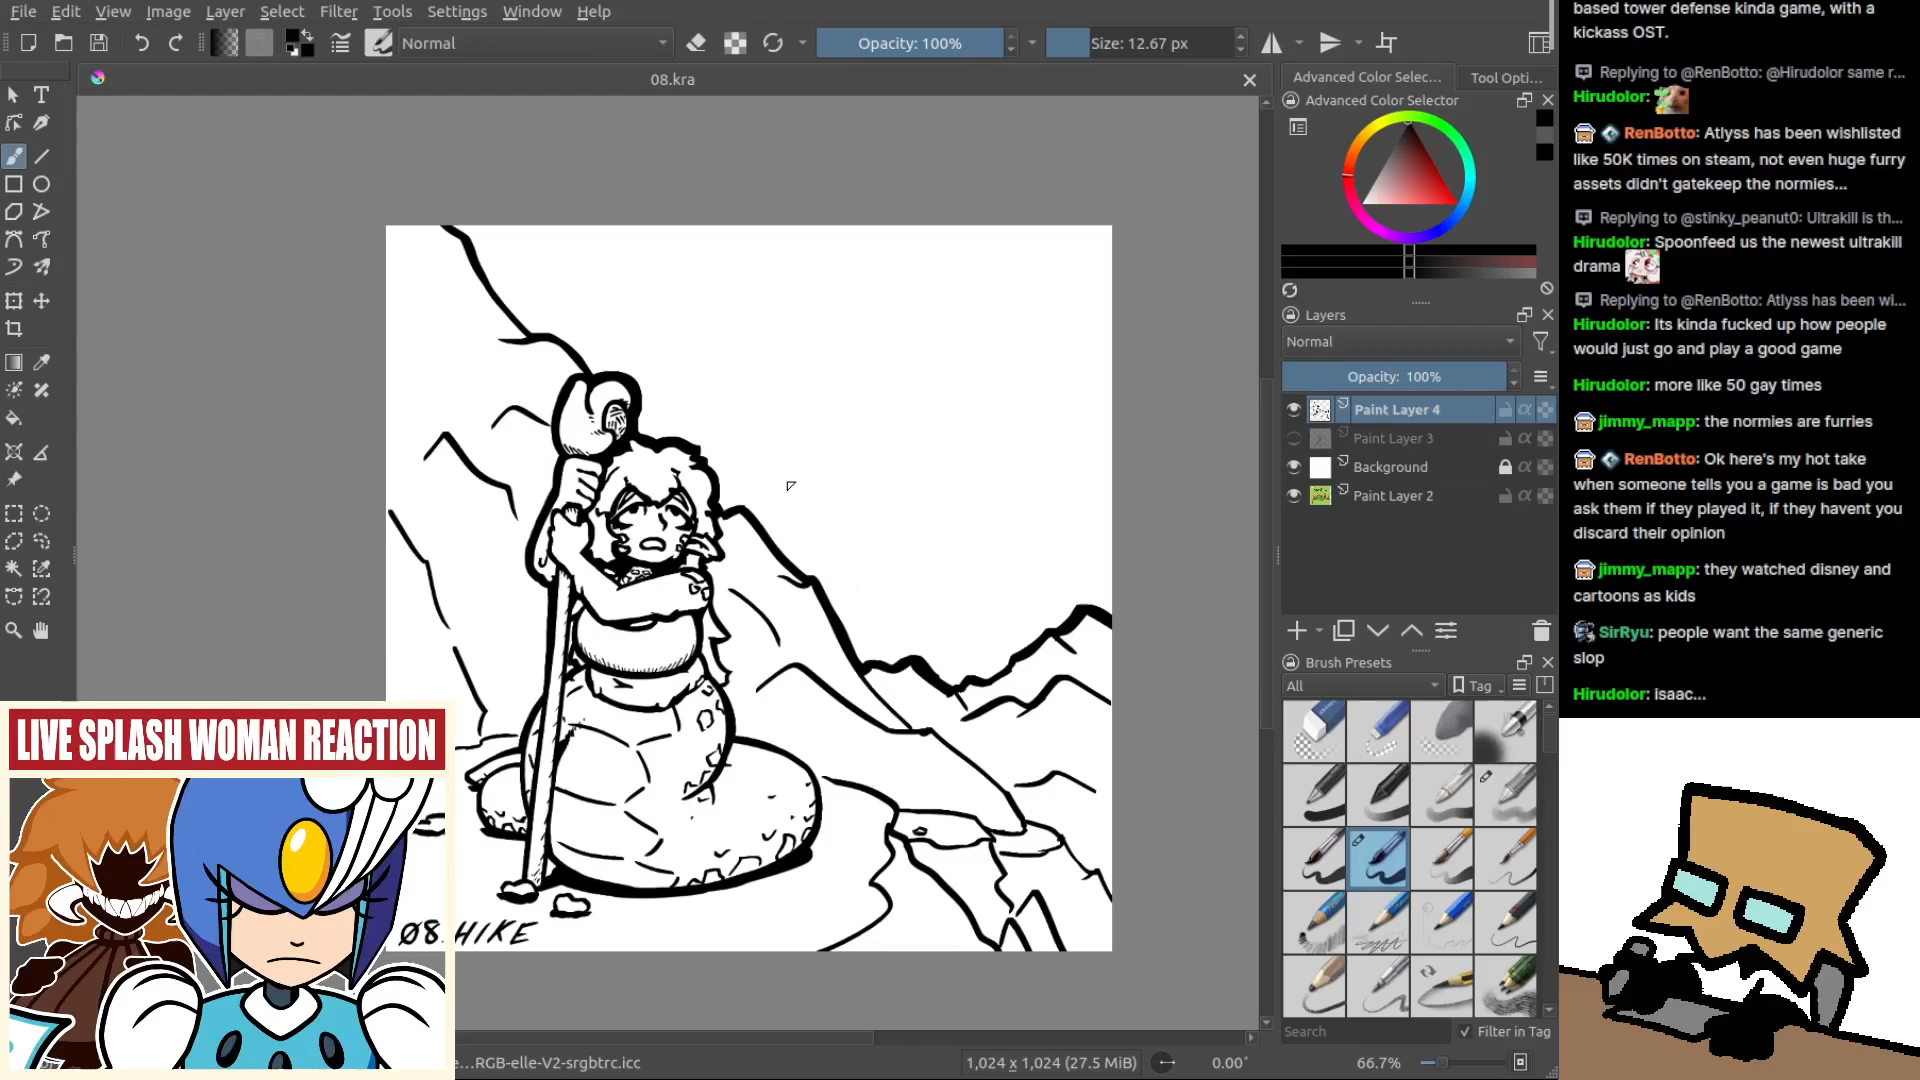 File Edit View Image Layer Select Filter Tools Settings Window Help
Normal
Opacity: 100%
Size: 12.67 px
08.kra
Advanced Color Selec...
Tool Opti...
Advanced Color Selector
Layers
Normal
Opacity: 100%
Paint Layer 4
Paint Layer 3
Background
Paint Layer 2
Brush Presets
All
Tag
Search
Filter in Tag
...RGB-elle-V2-srgbtrc.icc
1,024 x 1,024 (27.5 MiB)
0.00°
66.7%
08. HIKE
LIVE SPLASH WOMAN REACTION
based tower defense kinda game, with a
kickass OST.
Replying to @RenBotto: @Hirudolor same r...
Hirudolor:
RenBotto: Atlyss has been wishlisted
like 50K times on steam, not even huge furry
assets didn't gatekeep the normies...
Replying to @stinky_peanut0: Ultrakill is th...
Hirudolor: Spoonfeed us the newest ultrakill
drama
Replying to @RenBotto: Atlyss has been wi...
Hirudolor: Its kinda fucked up how people
would just go and play a good game
Hirudolor: more like 50 gay times
jimmy_mapp: the normies are furries
RenBotto: Ok here's my hot take
when someone tells you a game is bad you
ask them if they played it, if they havent you
discard their opinion
jimmy_mapp: they watched disney and
cartoons as kids
SirRyu: people want the same generic
slop
Hirudolor: isaac...